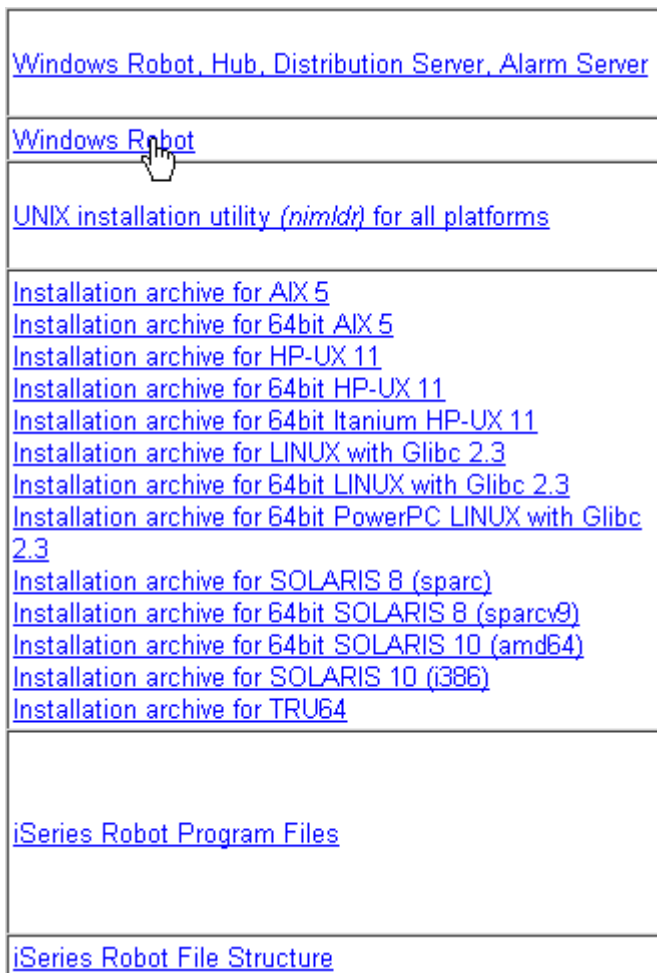 Windows Robot, Hub, Distribution Server, Alarm Server
Windows Robot
UNIX installation utility (nimldr) for all platforms
Installation archive for AIX 5
Installation archive for 64bit AIX 5
Installation archive for HP-UX 11
Installation archive for 64bit HP-UX 11
Installation archive for 64bit Itanium HP-UX 11
Installation archive for LINUX with Glibc 2.3
Installation archive for 64bit LINUX with Glibc 2.3
Installation archive for 64bit PowerPC LINUX with Glibc
2.3
Installation archive for SOLARIS 8 (sparc)
Installation archive for 64bit SOLARIS 8 (sparcv9)
Installation archive for 64bit SOLARIS 10 (amd64)
Installation archive for SOLARIS 10 (i386)
Installation archive for TRU64
iSeries Robot Program Files
iSeries Robot File Structure